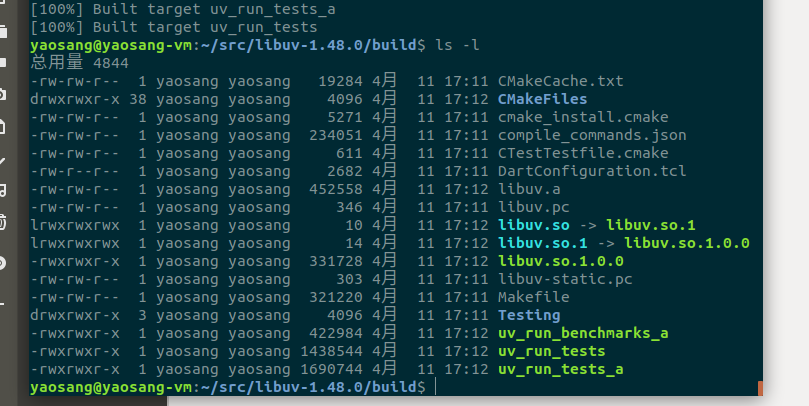 [100%] Built target uv_run_tests_a
[100%] Built target uv_run_tests
yaosang@yaosang-vm:~/src/libuv-1.48.0/build$ ls -l
总用量 4844
-rw-rw-r--  1 yaosang yaosang   19284 4月  11 17:11 CMakeCache.txt
drwxrwxr-x 38 yaosang yaosang    4096 4月  11 17:12 CMakeFiles
-rw-rw-r--  1 yaosang yaosang    5271 4月  11 17:11 cmake_install.cmake
-rw-rw-r--  1 yaosang yaosang  234051 4月  11 17:11 compile_commands.json
-rw-rw-r--  1 yaosang yaosang     611 4月  11 17:11 CTestTestfile.cmake
-rw-r--r--  1 yaosang yaosang    2682 4月  11 17:11 DartConfiguration.tcl
-rw-rw-r--  1 yaosang yaosang  452558 4月  11 17:12 libuv.a
-rw-rw-r--  1 yaosang yaosang     346 4月  11 17:11 libuv.pc
lrwxrwxrwx  1 yaosang yaosang      10 4月  11 17:12 libuv.so -> libuv.so.1
lrwxrwxrwx  1 yaosang yaosang      14 4月  11 17:12 libuv.so.1 -> libuv.so.1.0.0
-rwxrwxr-x  1 yaosang yaosang  331728 4月  11 17:12 libuv.so.1.0.0
-rw-rw-r--  1 yaosang yaosang     303 4月  11 17:11 libuv-static.pc
-rw-rw-r--  1 yaosang yaosang  321220 4月  11 17:11 Makefile
drwxrwxr-x  3 yaosang yaosang    4096 4月  11 17:11 Testing
-rwxrwxr-x  1 yaosang yaosang  422984 4月  11 17:12 uv_run_benchmarks_a
-rwxrwxr-x  1 yaosang yaosang 1438544 4月  11 17:12 uv_run_tests
-rwxrwxr-x  1 yaosang yaosang 1690744 4月  11 17:12 uv_run_tests_a
yaosang@yaosang-vm:~/src/libuv-1.48.0/build$